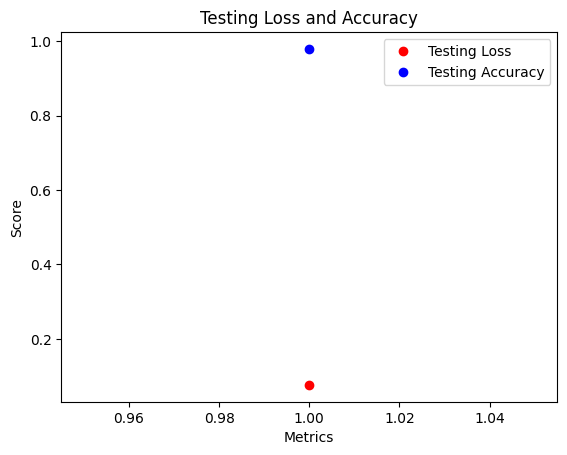 Testing Loss and Accuracy
1.0
Testing Loss
Testing Accuracy
0.8
0.6
Score
0.4
0.2
0.96 0.98 1.00 1.02 1.04
Metrics